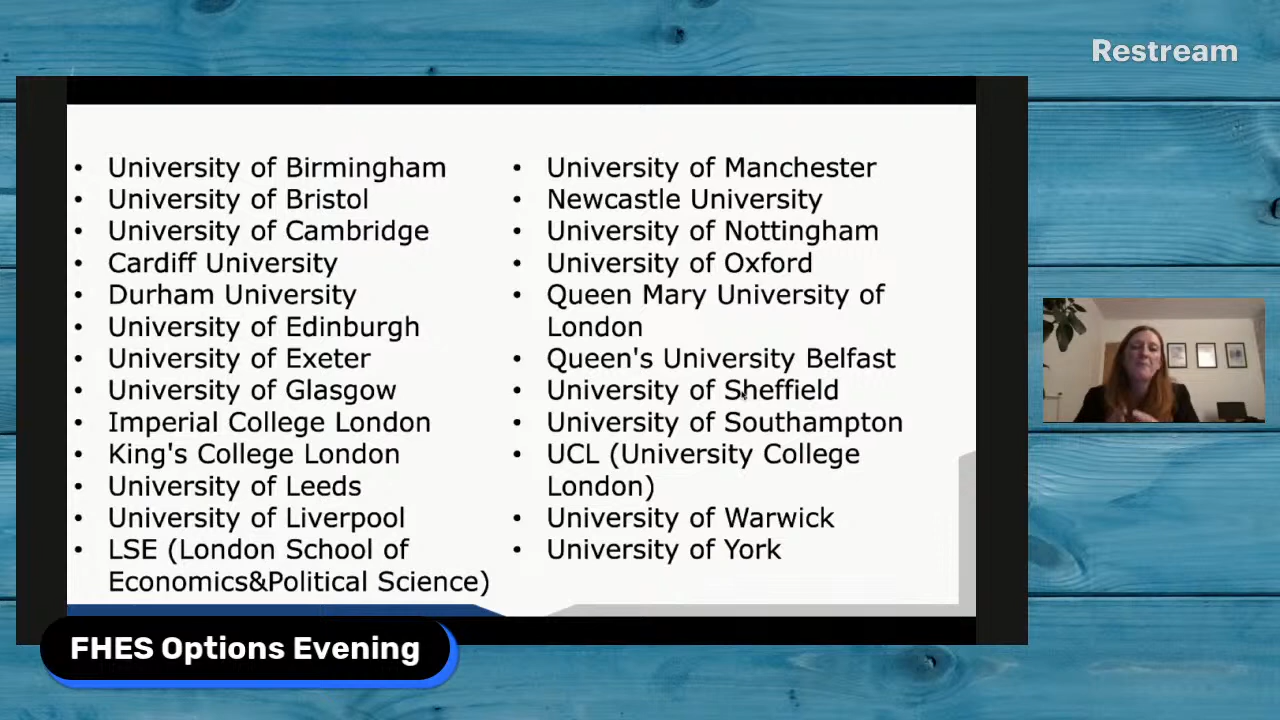 Restream
• University of Birmingham
• University of Bristol
• University of Cambridge
• Cardiff University
• Durham University
• University of Edinburgh
• University of Exeter
• University of Glasgow
• Imperial College London
• King's College London
• University of Leeds
• University of Liverpool
• LSE (London School of
Economics&Political Science)
• University of Manchester
• Newcastle University
• University of Nottingham
• University of Oxford
• Queen Mary University of
London
• Queen's University Belfast
• University of Sheffield
• University of Southampton
• UCL (University College
London)
• University of Warwick
• University of York
FHES Options Evening